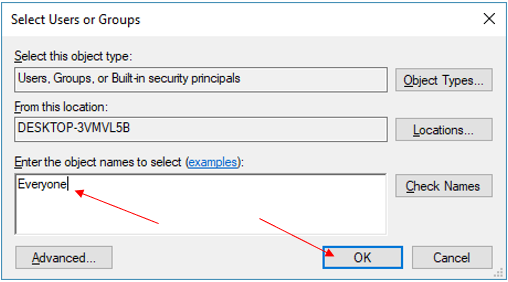 Select Users or Groups
Select this object type:
Users, Groups, or Built-in security principals
Object Types...
From this location:
DESKTOP-3VMVL5B
Locations...
Enter the object names to select (examples):
Everyone
Check Names
Advanced...
OK
Cancel